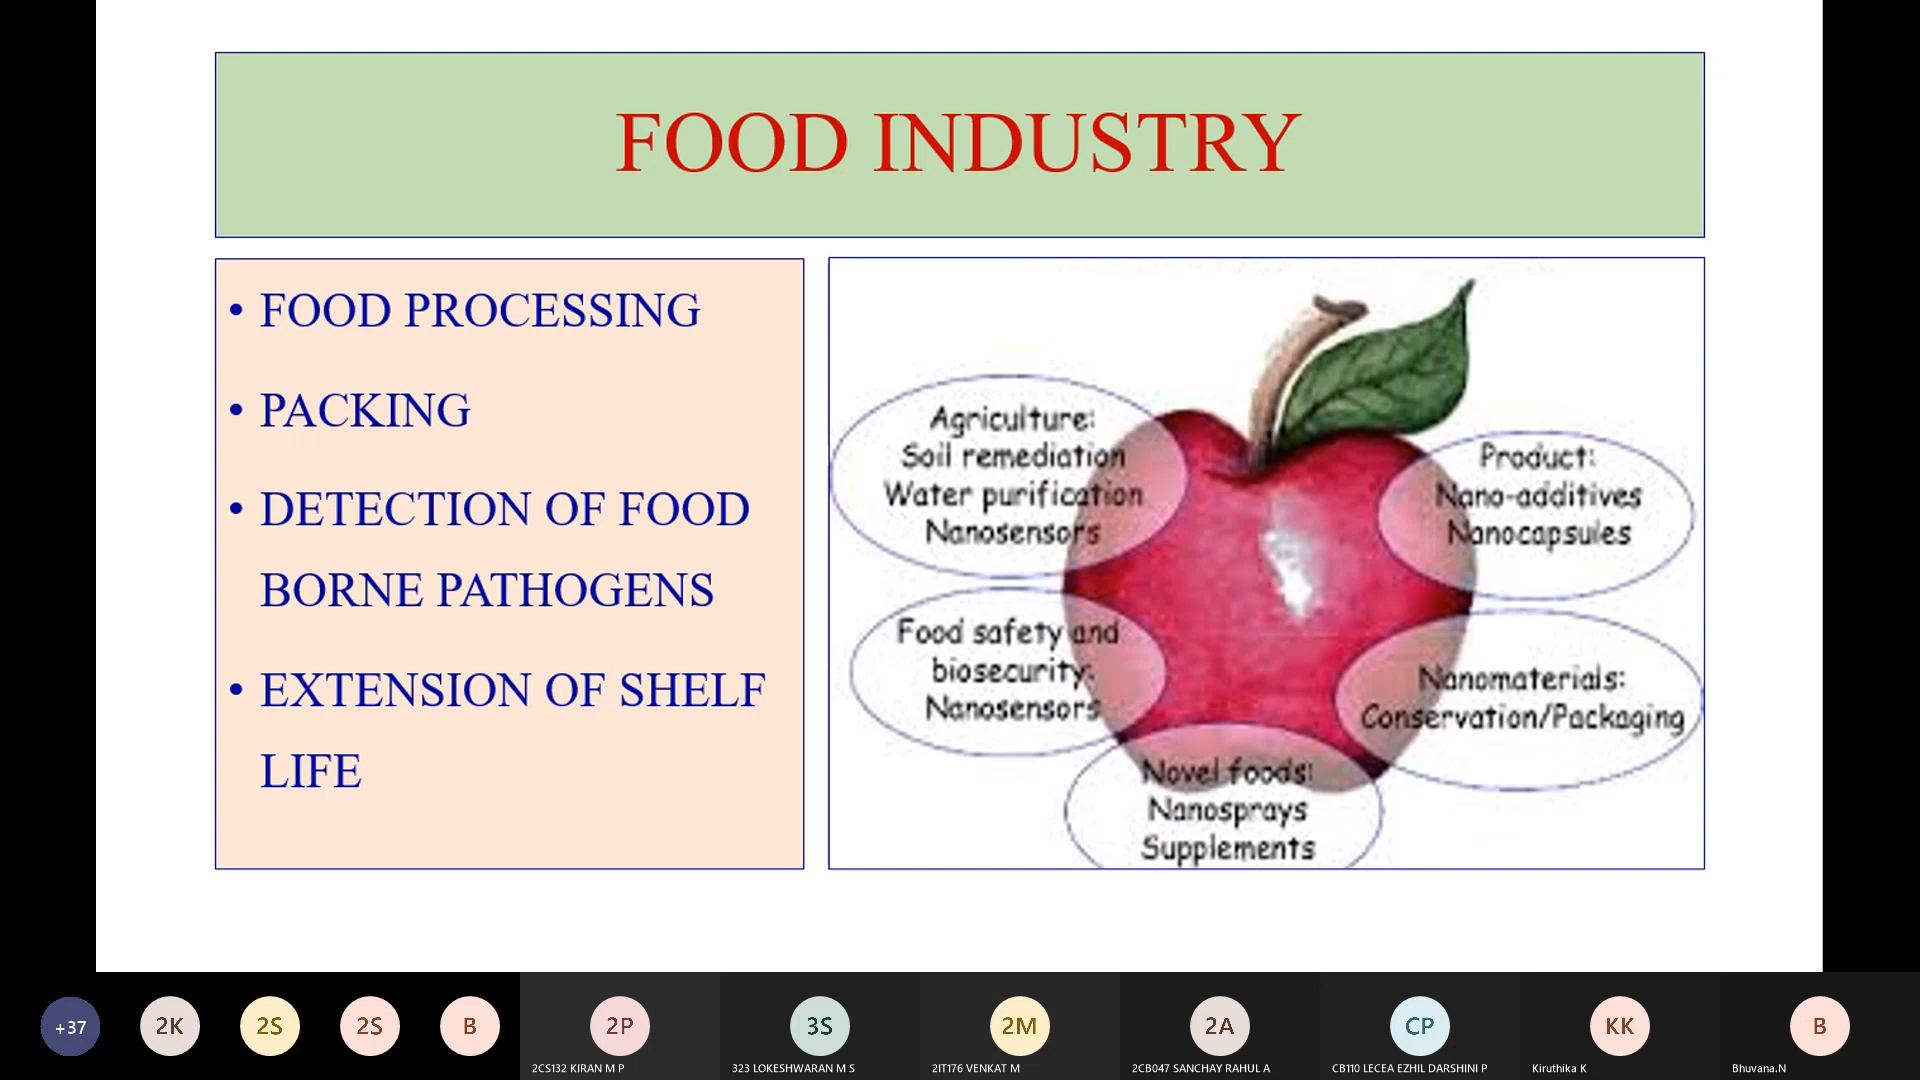 FOOD INDUSTRY
• FOOD PROCESSING
• PACKING
• DETECTION OF FOOD
BORNE PATHOGENS
• EXTENSION OF SHELF
LIFE
Agriculture:
Soil remediation
Water purification
Nanosensors
Product:
Nano-additives
Nanocapsules
Food safety and
biosecurity:
Nanosensors
Nanomaterials:
Conservation/Packaging
Novel foods:
Nanosprays
Supplements
+37
2K
2S
2S
B
2P
2CS132 KIRAN M P
3S
323 LOKESHWARAN M S
2M
2IT176 VENKAT M
2A
2CB047 SANCHAY RAHUL A
CP
CB110 LECEA EZHIL DARSHINI P
KK
Kiruthika K
B
Bhuvana.N